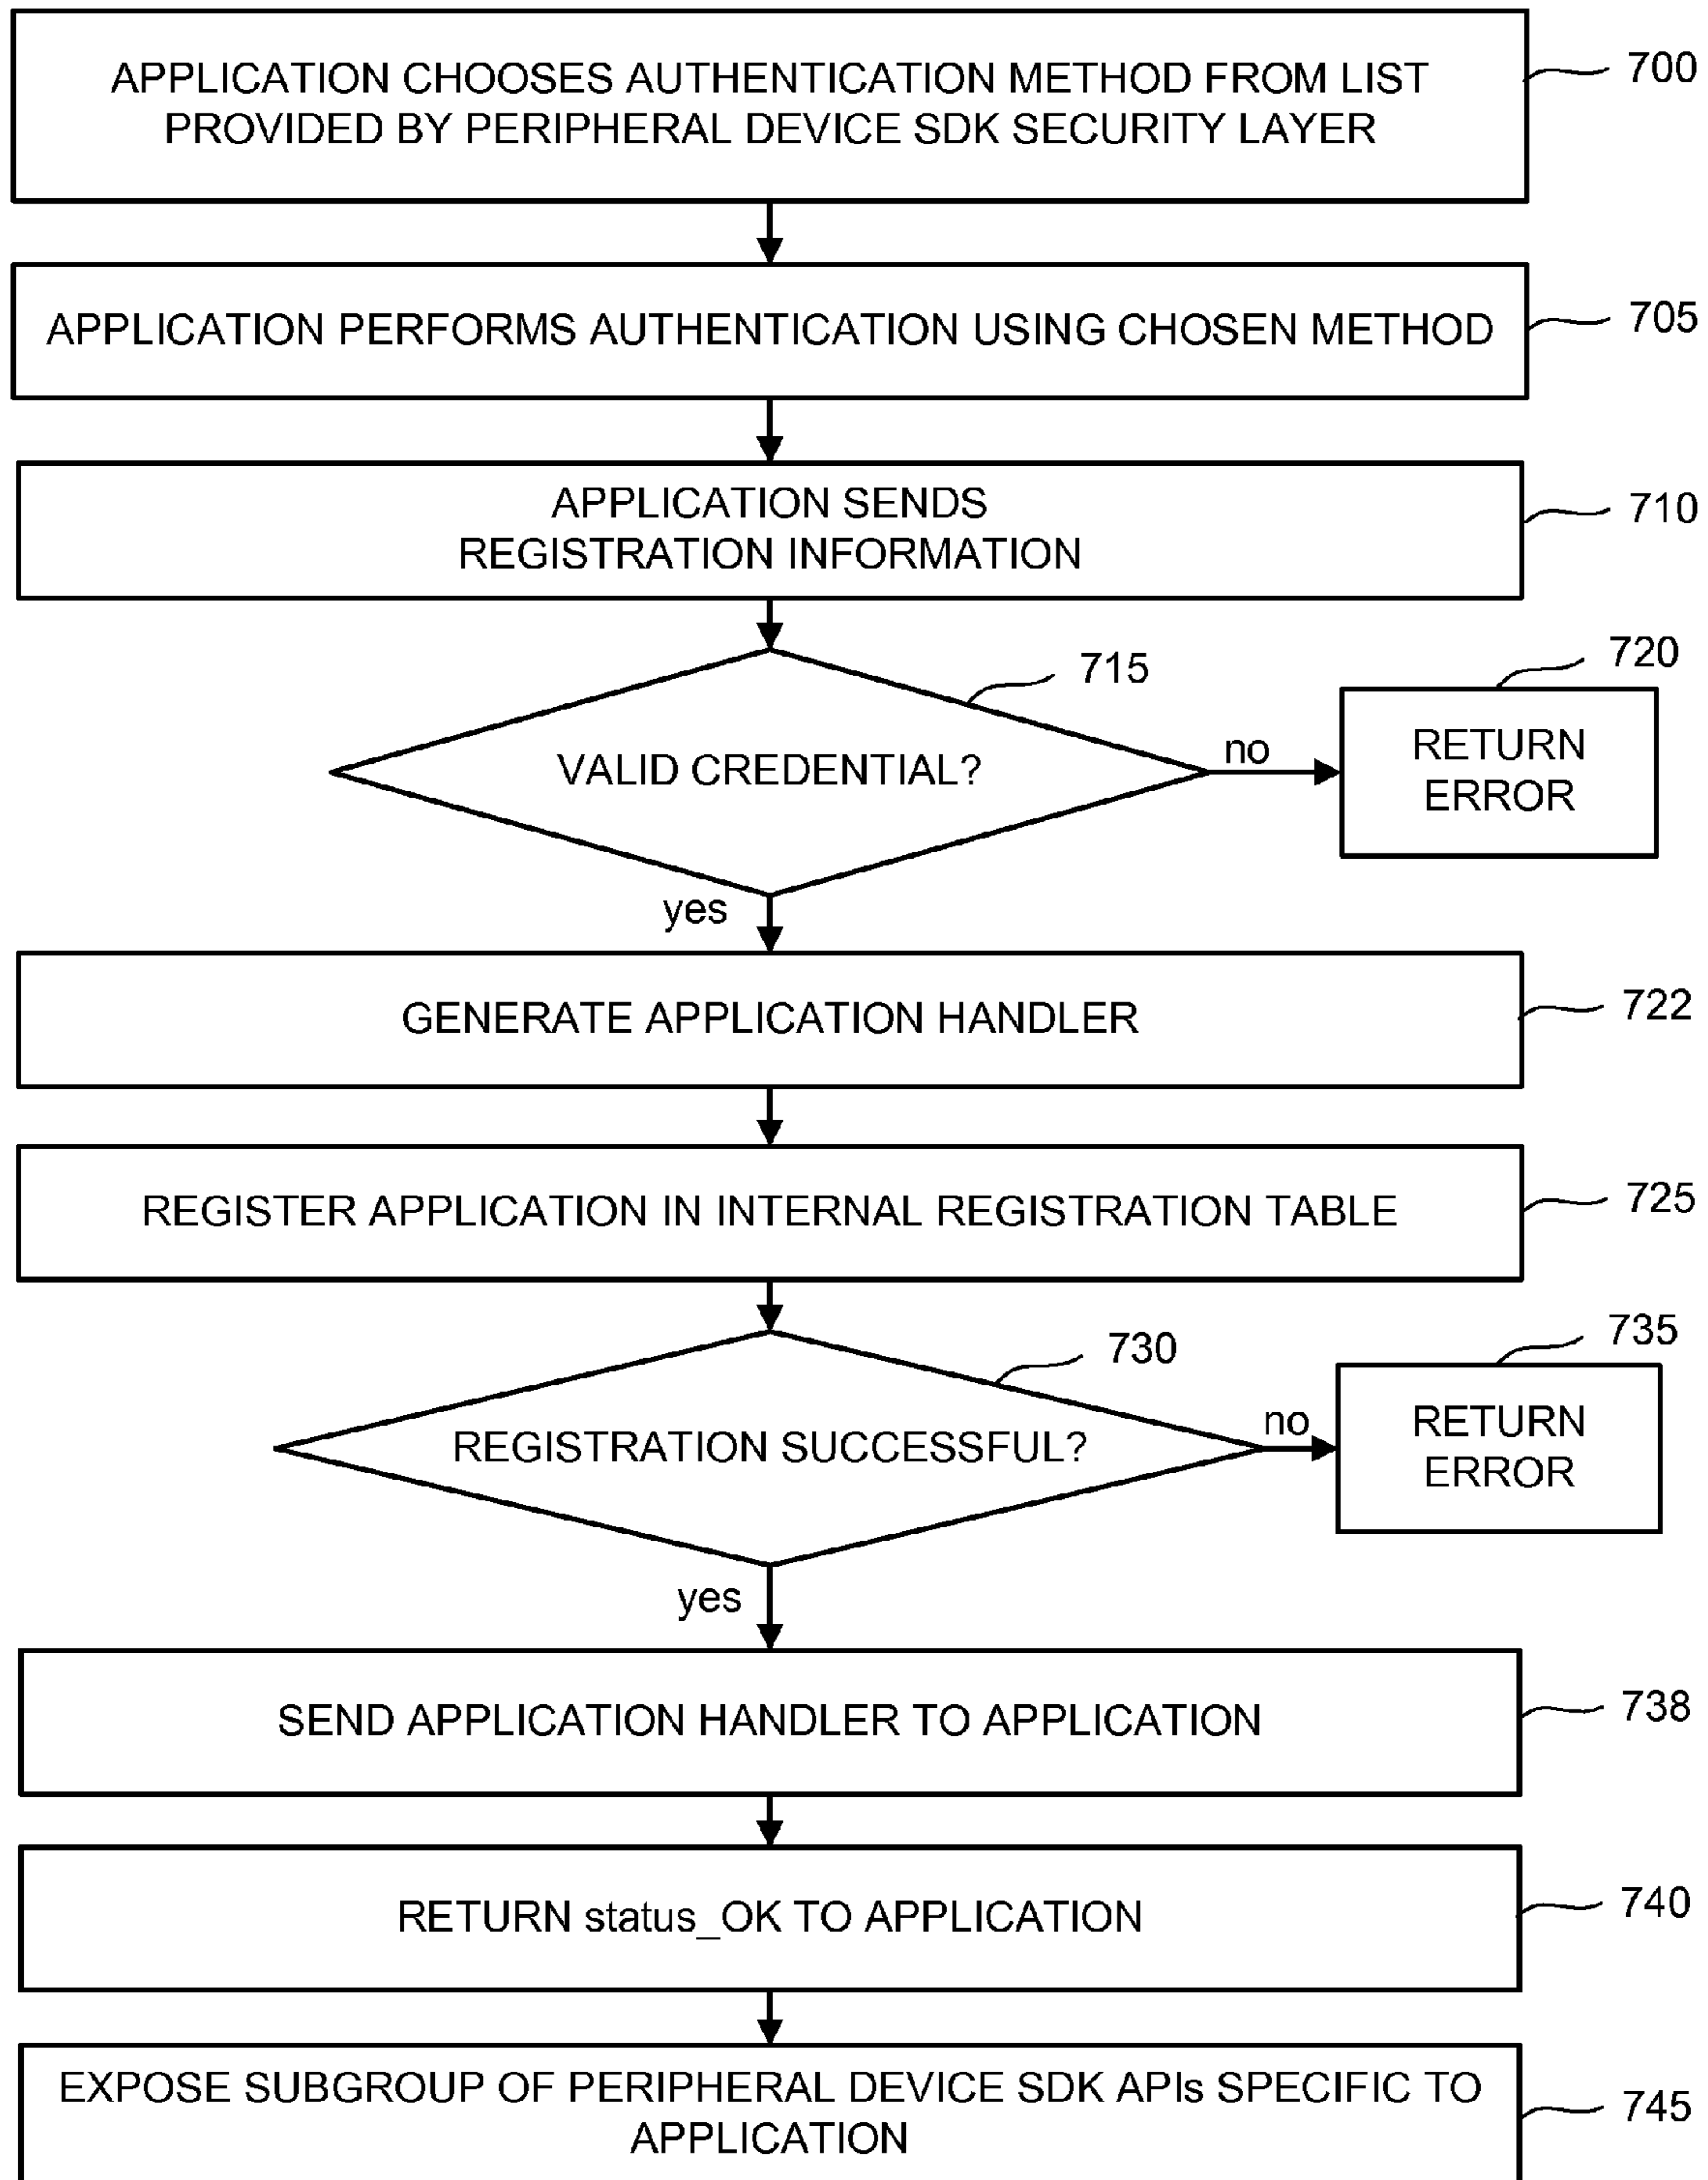 APPLICATION CHOOSES AUTHENTICATION METHOD FROM LIST
PROVIDED BY PERIPHERAL DEVICE SDK SECURITY LAYER
700
APPLICATION PERFORMS AUTHENTICATION USING CHOSEN METHOD
705
APPLICATION SENDS
REGISTRATION INFORMATION
710
715
720
VALID CREDENTIAL?
no
RETURN
ERROR
yes
GENERATE APPLICATION HANDLER
722
REGISTER APPLICATION IN INTERNAL REGISTRATION TABLE
725
730
735
REGISTRATION SUCCESSFUL?
no
RETURN
ERROR
yes
SEND APPLICATION HANDLER TO APPLICATION
738
RETURN status_OK TO APPLICATION
740
EXPOSE SUBGROUP OF PERIPHERAL DEVICE SDK APIs SPECIFIC TO
APPLICATION
745